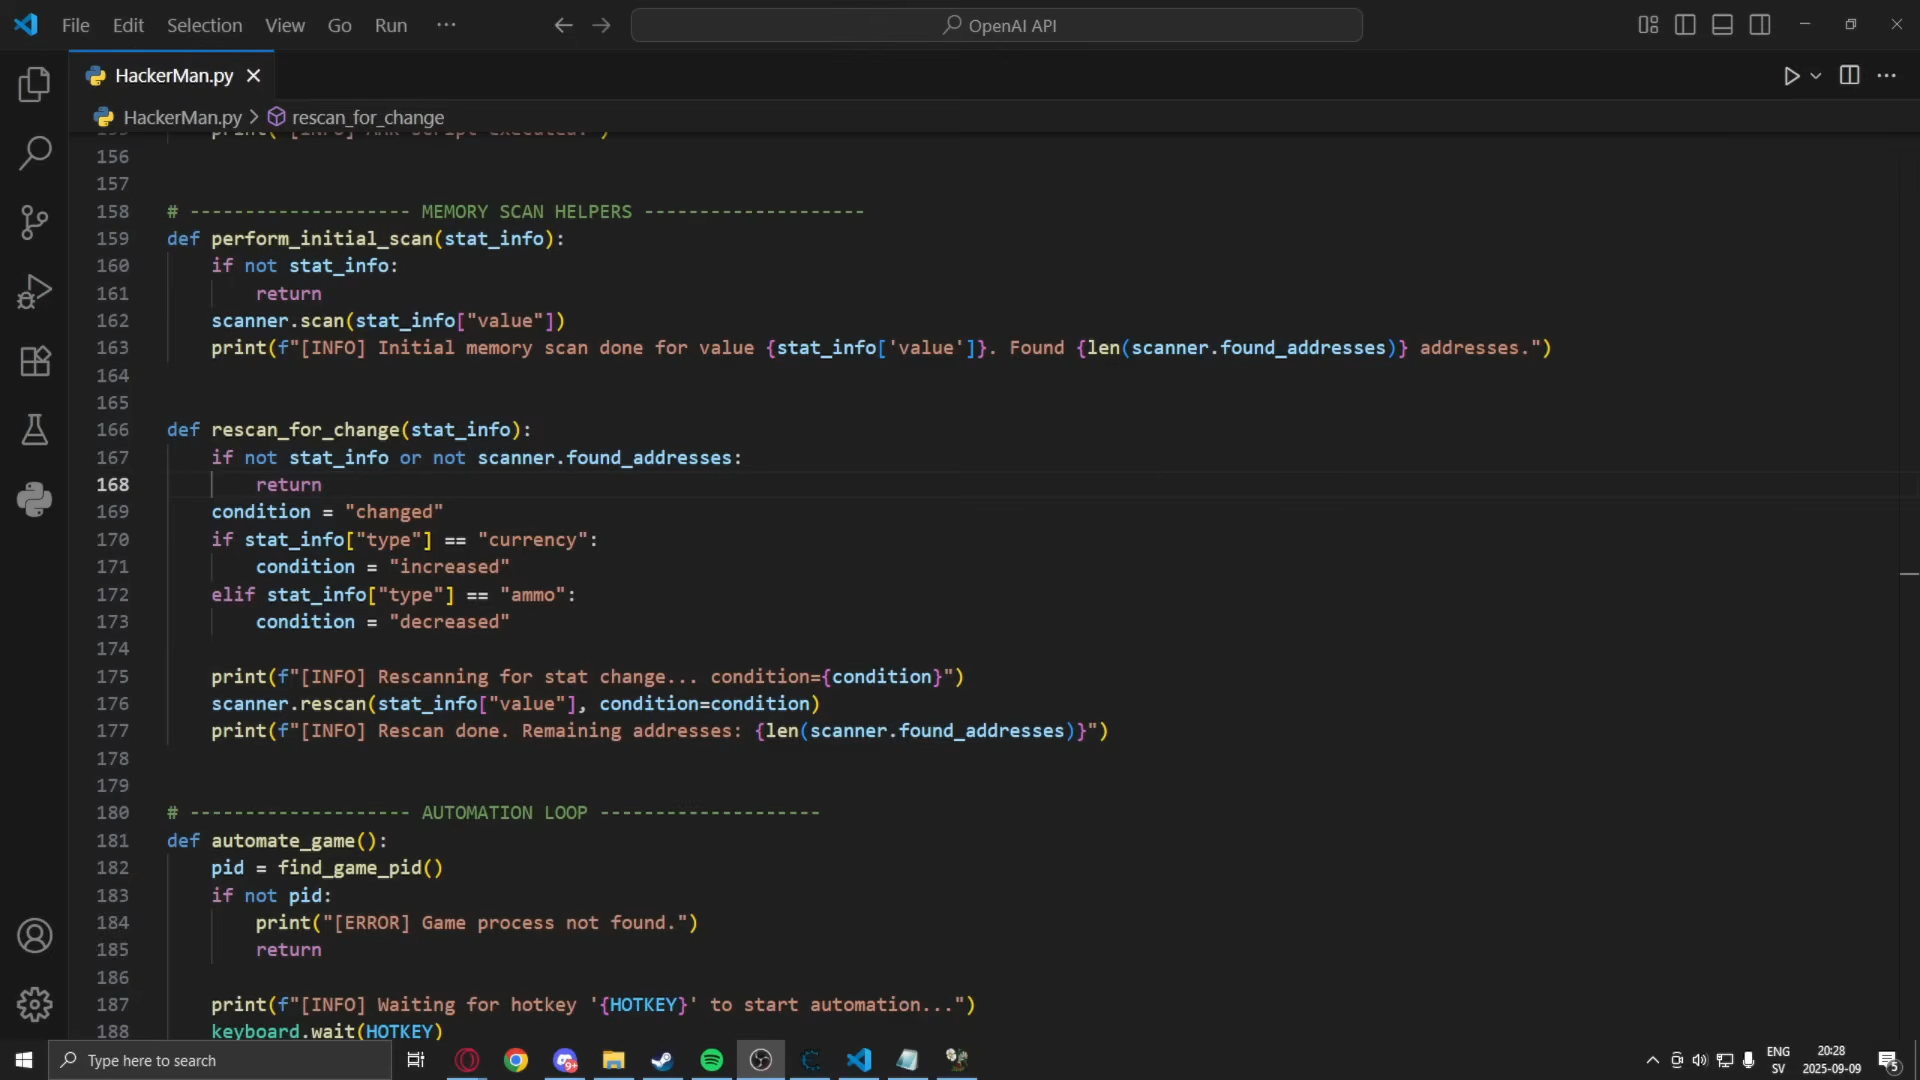 File Edit Selection View Go Run ··· OpenAI API
HackerMan.py
HackerMan.py > rescan_for_change
print("[INFO] AHK script executed.")
156
157
158 # -------------------- MEMORY SCAN HELPERS --------------------
159 def perform_initial_scan(stat_info):
160 if not stat_info:
161 return
162 scanner.scan(stat_info["value"])
163 print(f"[INFO] Initial memory scan done for value {stat_info['value']}. Found {len(scanner.found_addresses)} addresses.")
164
165
166 def rescan_for_change(stat_info):
167 if not stat_info or not scanner.found_addresses:
168 return
169 condition = "changed"
170 if stat_info["type"] == "currency":
171 condition = "increased"
172 elif stat_info["type"] == "ammo":
173 condition = "decreased"
174
175 print(f"[INFO] Rescanning for stat change... condition={condition}")
176 scanner.rescan(stat_info["value"], condition=condition)
177 print(f"[INFO] Rescan done. Remaining addresses: {len(scanner.found_addresses)}")
178
179
180 # -------------------- AUTOMATION LOOP --------------------
181 def automate_game():
182 pid = find_game_pid()
183 if not pid:
184 print("[ERROR] Game process not found.")
185 return
186
187 print(f"[INFO] Waiting for hotkey '{HOTKEY}' to start automation...")
188 keyboard.wait(HOTKEY)
Type here to search
9+
ENG
SV
20:28
2025-09-09
5